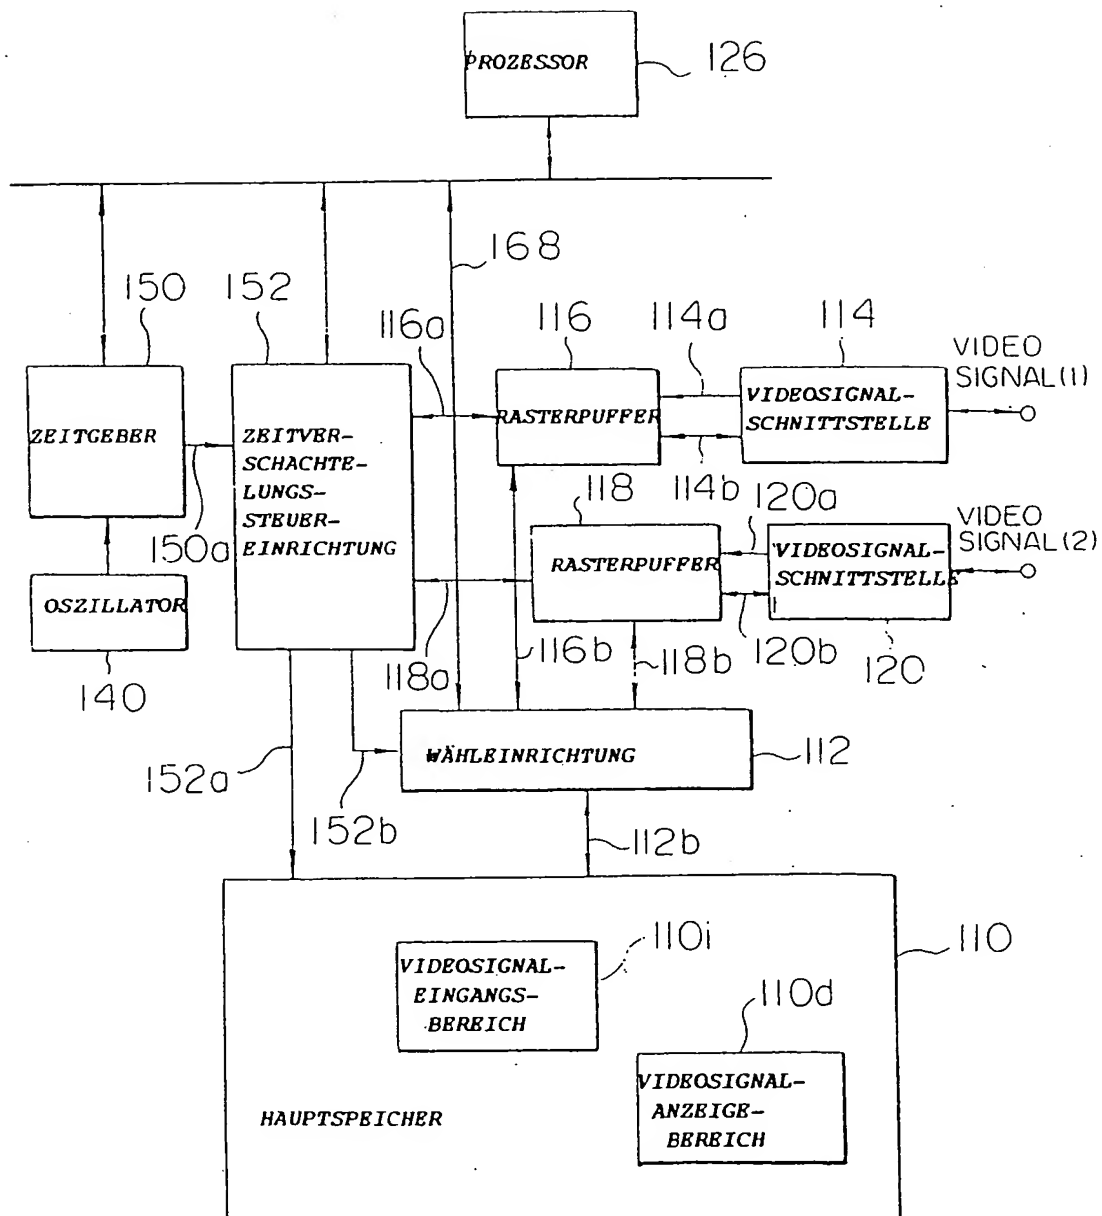 PROZESSOR
126
168
150
152
116a
116
114a
114
VIDEO
SIGNAL(1)
ZEITGEBER
ZEITVER-
SCHACHTE-
LUNGS-
STEUER-
EINRICHTUNG
RASTERPUFFER
VIDEOSIGNAL-
SCHNITTSTELLE
114b
118
120a
VIDEO
SIGNAL(2)
150a
RASTERPUFFER
VIDEOSIGNAL-
SCHNITTSTELLE
OSZILLATOR
140
118a
116b
118b
120b
120
WÄHLEINRICHTUNG
112
152a
152b
112b
110i
110
VIDEOSIGNAL-
EINGANGS-
BEREICH
110d
VIDEOSIGNAL-
ANZEIGE-
BEREICH
HAUPTSPEICHER